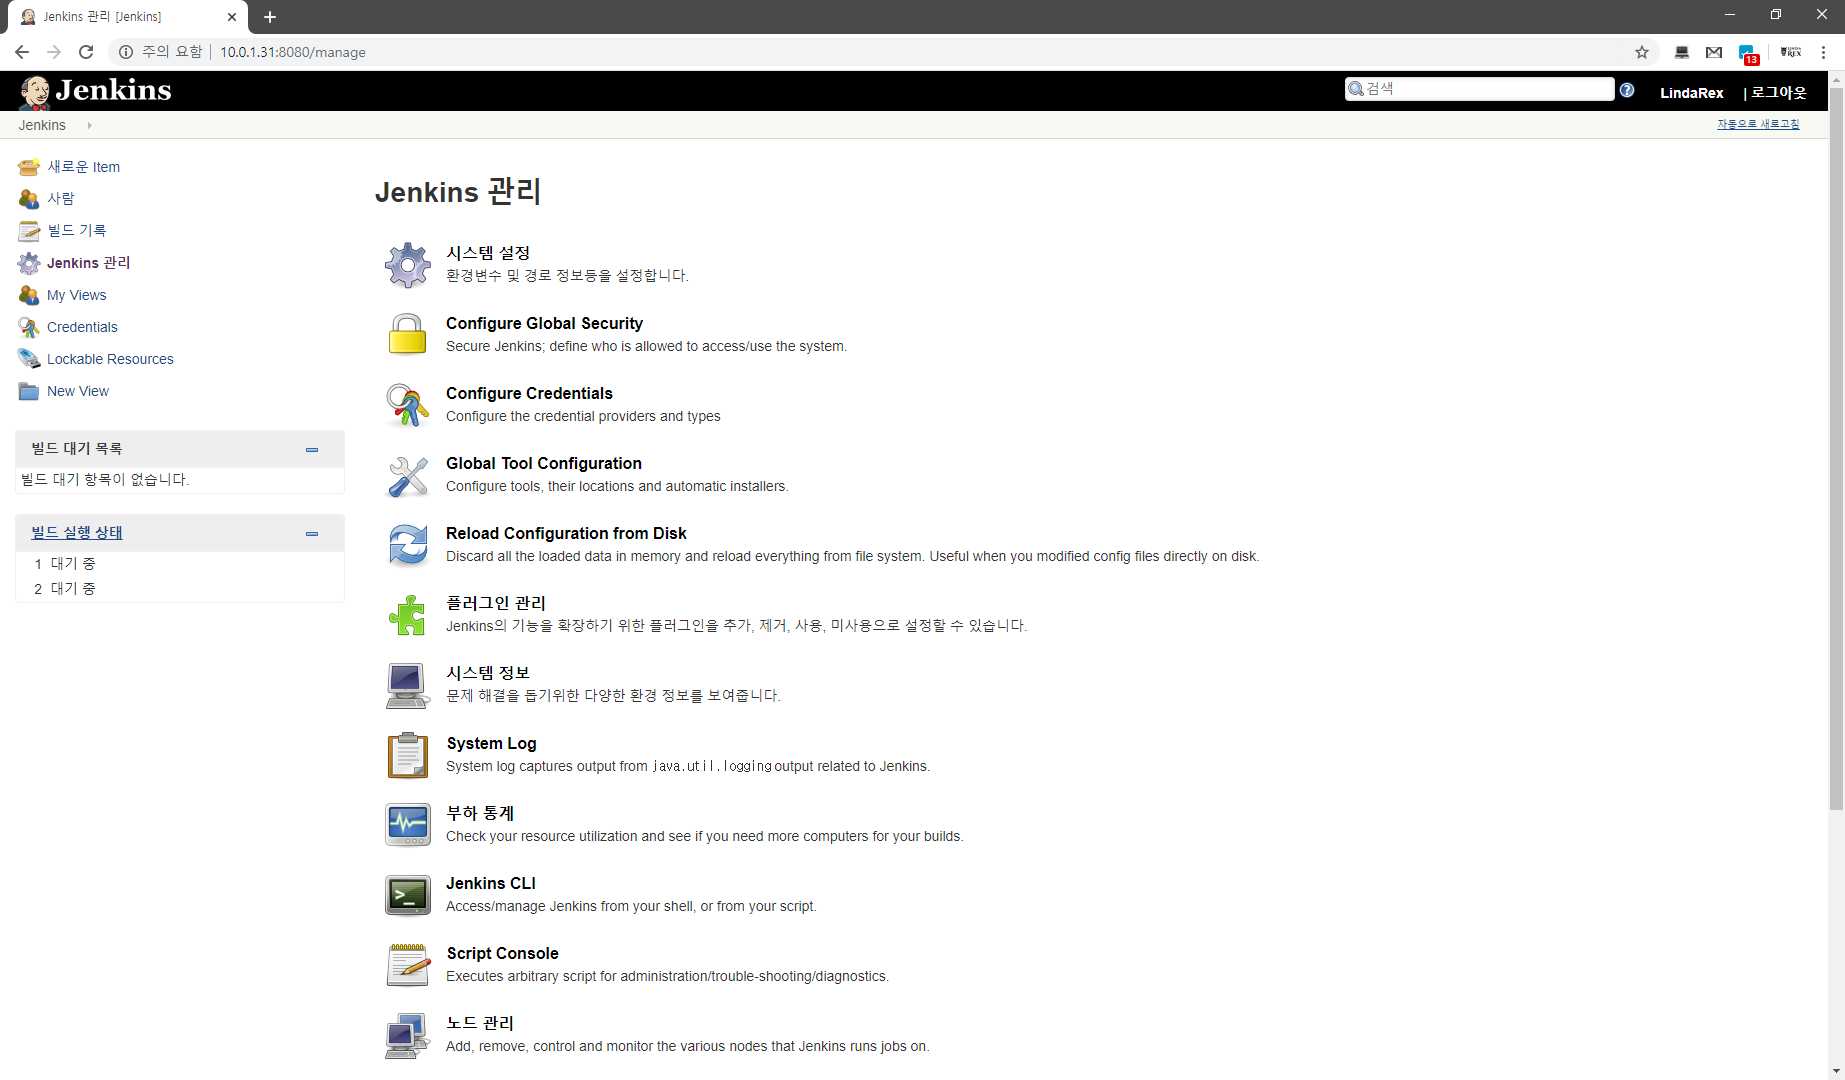 Jenkins 관리 [Jenkins]
주의 요함 10.0.1.31:8080/manage
13
REX
Jenkins
검색
LindaRex | 로그아웃
Jenkins
자동으로 새로고침
새로운 Item
사람
빌드 기록
Jenkins 관리
My Views
Credentials
Lockable Resources
New View
빌드 대기 목록
빌드 대기 항목이 없습니다.
빌드 실행 상태
1 대기 중
2 대기 중
Jenkins 관리
시스템 설정
환경변수 및 경로 정보등을 설정합니다.
Configure Global Security
Secure Jenkins; define who is allowed to access/use the system.
Configure Credentials
Configure the credential providers and types
Global Tool Configuration
Configure tools, their locations and automatic installers.
Reload Configuration from Disk
Discard all the loaded data in memory and reload everything from file system. Useful when you modified config files directly on disk.
플러그인 관리
Jenkins의 기능을 확장하기 위한 플러그인을 추가, 제거, 사용, 미사용으로 설정할 수 있습니다.
시스템 정보
문제 해결을 돕기위한 다양한 환경 정보를 보여줍니다.
System Log
System log captures output from java.util.logging output related to Jenkins.
부하 통계
Check your resource utilization and see if you need more computers for your builds.
Jenkins CLI
Access/manage Jenkins from your shell, or from your script.
Script Console
Executes arbitrary script for administration/trouble-shooting/diagnostics.
노드 관리
Add, remove, control and monitor the various nodes that Jenkins runs jobs on.